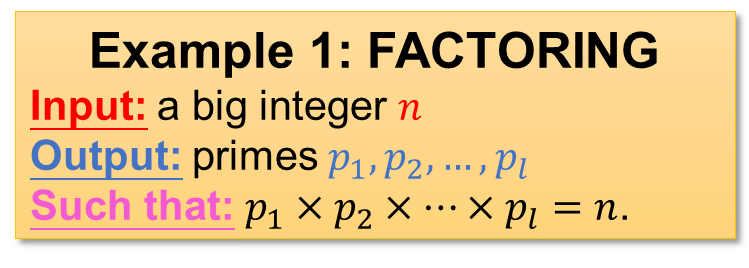 Example 1: FACTORING
Input: a big integer 𝑛
Output: primes 𝑝₁, 𝑝₂, … , 𝑝ₗ
Such that: 𝑝₁ × 𝑝₂ × ⋯ × 𝑝ₗ = 𝑛.